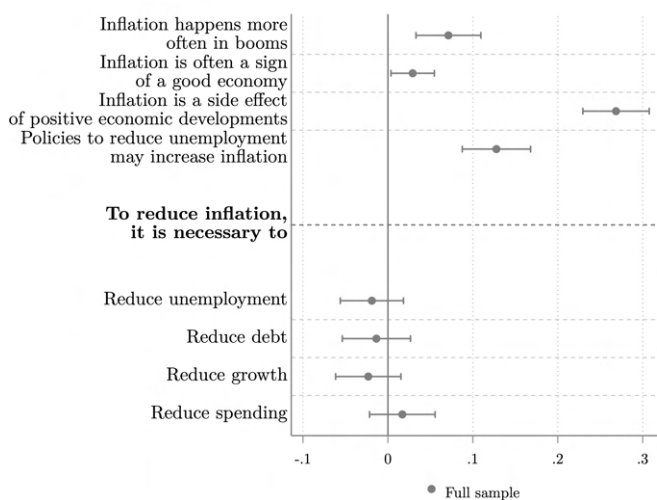 Inflation happens more
often in booms
Inflation is often a sign
of a good economy
Inflation is a side effect
of positive economic developments
Policies to reduce unemployment
may increase inflation
To reduce inflation,
it is necessary to
Reduce unemployment
Reduce debt
Reduce growth
Reduce spending
-.1 0 .1 .2 .3
Full sample